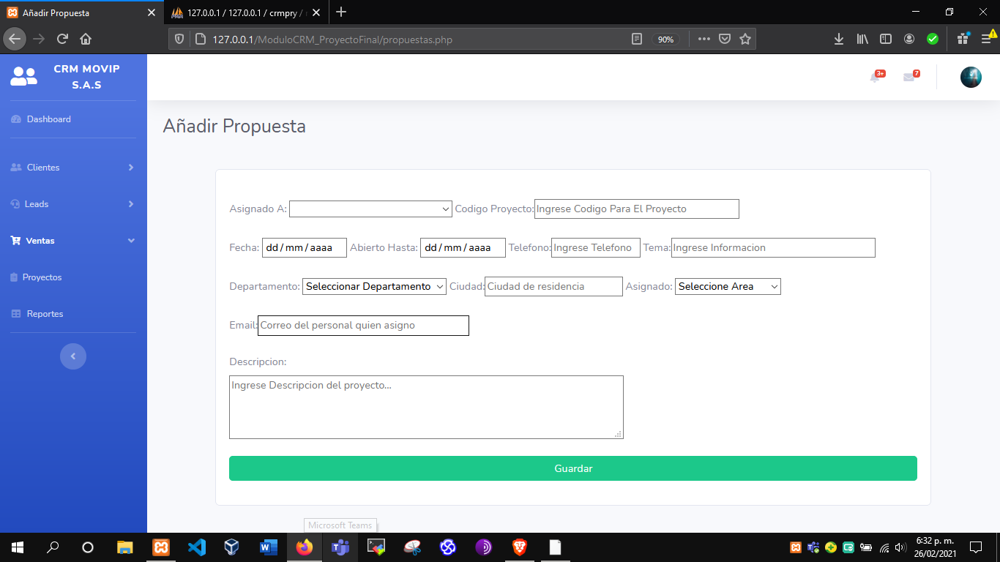 Añadir Propuesta
127.0.0.1 / 127.0.0.1 / crmpry /
127.0.0.1/ModuloCRM_ProyectoFinal/propuestas.php
90%
CRM MOVIP
S.A.S
3+
7
Dashboard
Clientes
Leads
Ventas
Proyectos
Reportes
Añadir Propuesta
Asignado A: Codigo Proyecto: Ingrese Codigo Para El Proyecto
Fecha: dd / mm / aaaa Abierto Hasta: dd / mm / aaaa Telefono: Ingrese Telefono Tema: Ingrese Informacion
Departamento: Seleccionar Departamento Ciudad: Ciudad de residencia Asignado: Seleccione Area
Email: Correo del personal quien asigno
Descripcion:
Ingrese Descripcion del proyecto...
Guardar
Microsoft Teams
6:32 p. m.
26/02/2021